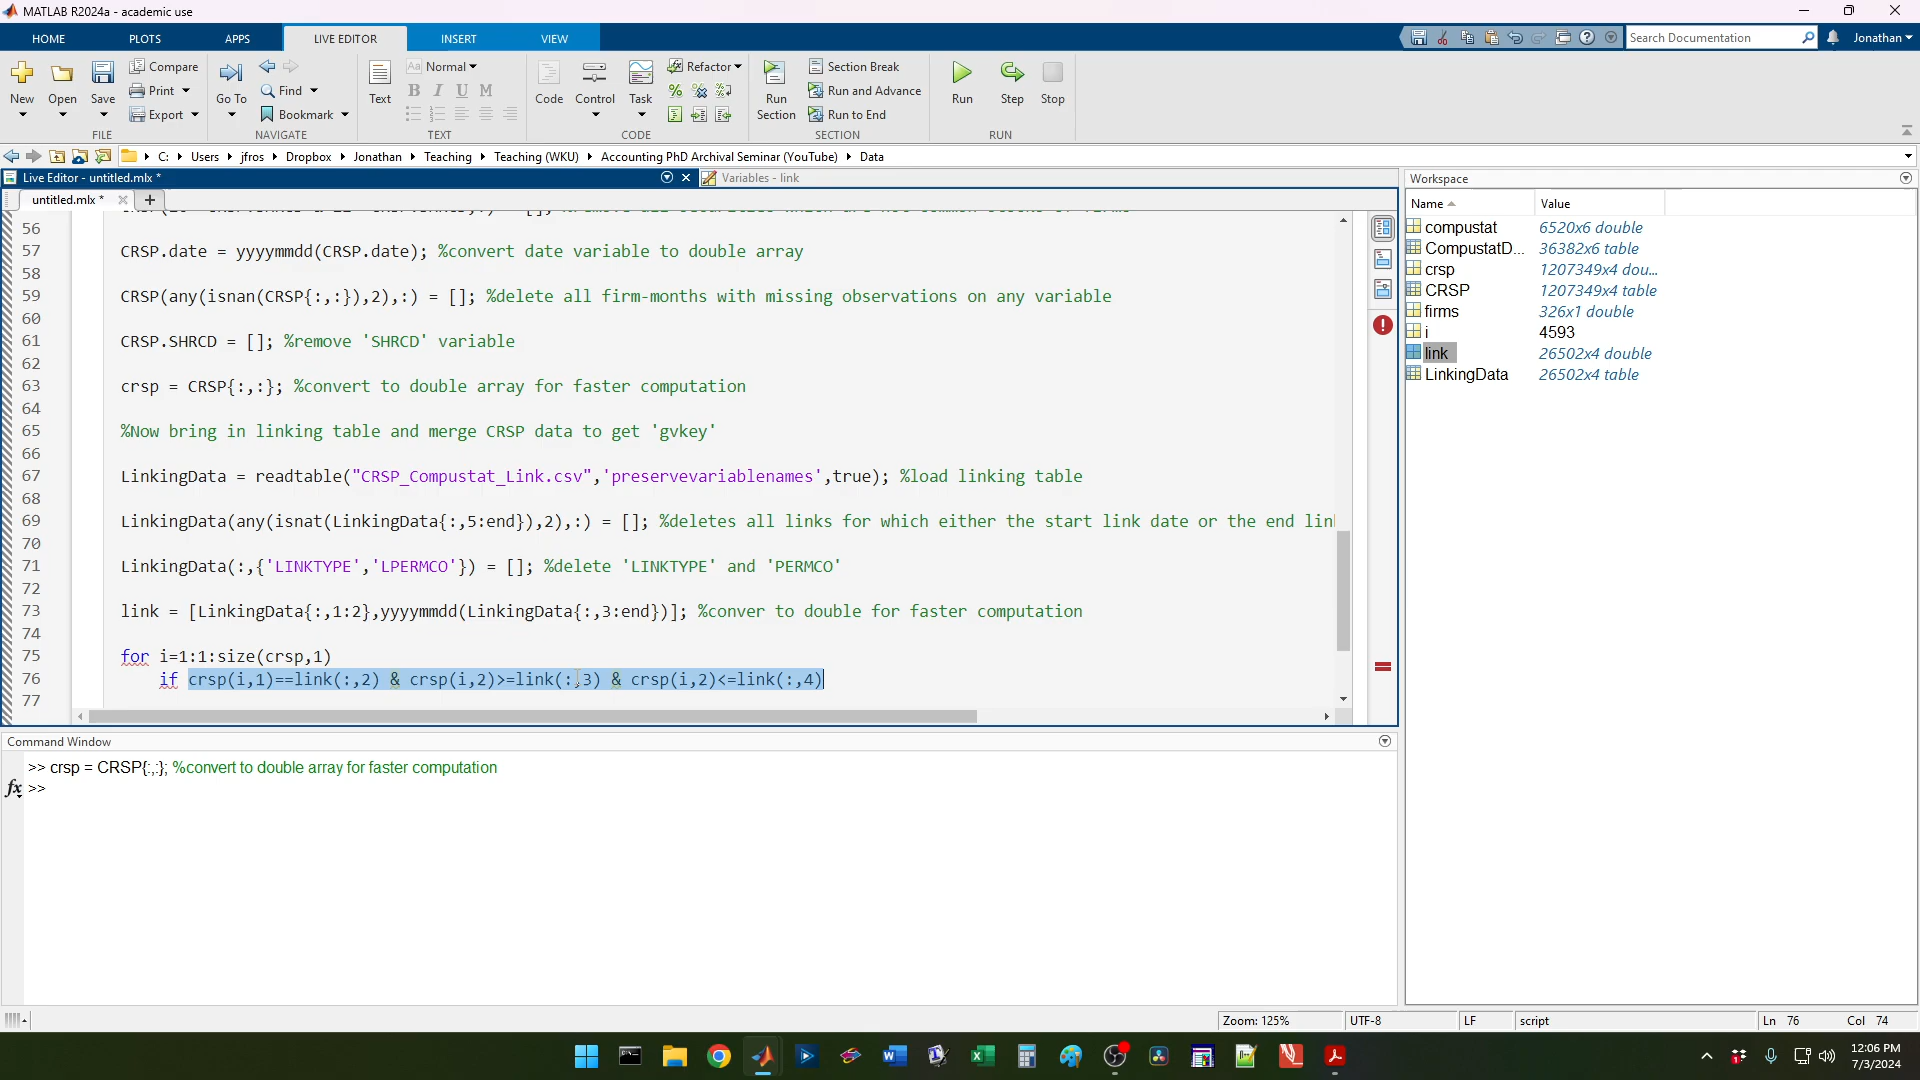 MATLAB R2024a - academic use
HOME PLOTS APPS LIVE EDITOR INSERT VIEW
Search Documentation Jonathan
New Open Save Compare Print Export
Go To Find Bookmark
Text Aa Normal B I U M
Code Control Task Refactor
Run Section Section Break Run and Advance Run to End
Run Step Stop
FILE NAVIGATE TEXT CODE SECTION RUN
C: Users jfros Dropbox Jonathan Teaching Teaching (WKU) Accounting PhD Archival Seminar (YouTube) Data
Live Editor - untitled.mlx *
Variables - link
untitled.mlx *
56
57 CRSP.date = yyyymmdd(CRSP.date); %convert date variable to double array
58
59 CRSP(any(isnan(CRSP{:,:}),2),:) = []; %delete all firm-months with missing observations on any variable
60
61 CRSP.SHRCD = []; %remove 'SHRCD' variable
62
63 crsp = CRSP{:,:}; %convert to double array for faster computation
64
65 %Now bring in linking table and merge CRSP data to get 'gvkey'
66
67 LinkingData = readtable("CRSP_Compustat_Link.csv",'preservevariablenames',true); %load linking table
68
69 LinkingData(any(isnat(LinkingData{:,5:end}),2),:) = []; %deletes all links for which either the start link date or the end lin
70
71 LinkingData(:,{'LINKTYPE','LPERMCO'}) = []; %delete 'LINKTYPE' and 'PERMCO'
72
73 link = [LinkingData{:,1:2},yyyymmdd(LinkingData{:,3:end})]; %conver to double for faster computation
74
75 for i=1:1:size(crsp,1)
76 if crsp(i,1)==link(:,2) & crsp(i,2)>=link(:,3) & crsp(i,2)<=link(:,4)
77
Command Window
>> crsp = CRSP{:,:}; %convert to double array for faster computation
fx >>
Workspace
Name Value
compustat 6520x6 double
CompustatD... 36382x6 table
crsp 1207349x4 dou...
CRSP 1207349x4 table
firms 326x1 double
i 4593
link 26502x4 double
LinkingData 26502x4 table
Zoom: 125% UTF-8 LF script Ln 76 Col 74
12:06 PM
7/3/2024